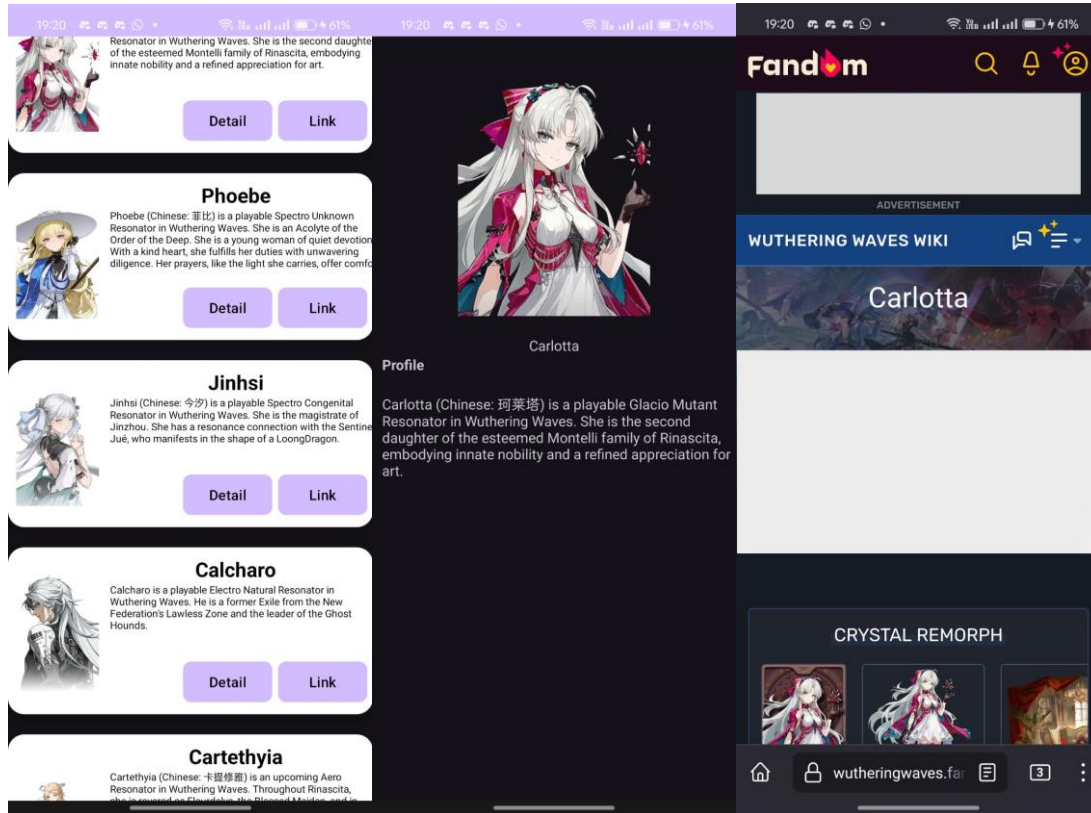 19:20
61%
Resonator in Wuthering Waves. She is the second daughte
of the esteemed Montelli family of Rinascita, embodying
innate nobility and a refined appreciation for art.
Detail Link
Phoebe
Phoebe (Chinese: 菲比) is a playable Spectro Unknown
Resonator in Wuthering Waves. She is an Acolyte of the
Order of the Deep. She is a young woman of quiet devotion
With a kind heart, she fulfills her duties with unwavering
diligence. Her prayers, like the light she carries, offer comfo
Detail Link
Jinhsi
Jinhsi (Chinese: 今汐) is a playable Spectro Congenital
Resonator in Wuthering Waves. She is the magistrate of
Jinzhou. She has a resonance connection with the Sentine
Jué, who manifests in the shape of a LoongDragon.
Detail Link
Calcharo
Calcharo is a playable Electro Natural Resonator in
Wuthering Waves. He is a former Exile from the New
Federation's Lawless Zone and the leader of the Ghost
Hounds.
Detail Link
Cartethyia
Cartethyia (Chinese: 卡提修雅) is an upcoming Aero
Resonator in Wuthering Waves. Throughout Rinascita,
she is revered as Fleurdelys, the Blessed Maiden, and in
19:20
61%
Carlotta
Profile
Carlotta (Chinese: 珂莱塔) is a playable Glacio Mutant
Resonator in Wuthering Waves. She is the second
daughter of the esteemed Montelli family of Rinascita,
embodying innate nobility and a refined appreciation for
art.
19:20
61%
Fandom
ADVERTISEMENT
WUTHERING WAVES WIKI
Carlotta
CRYSTAL REMORPH
wutheringwaves.far
3